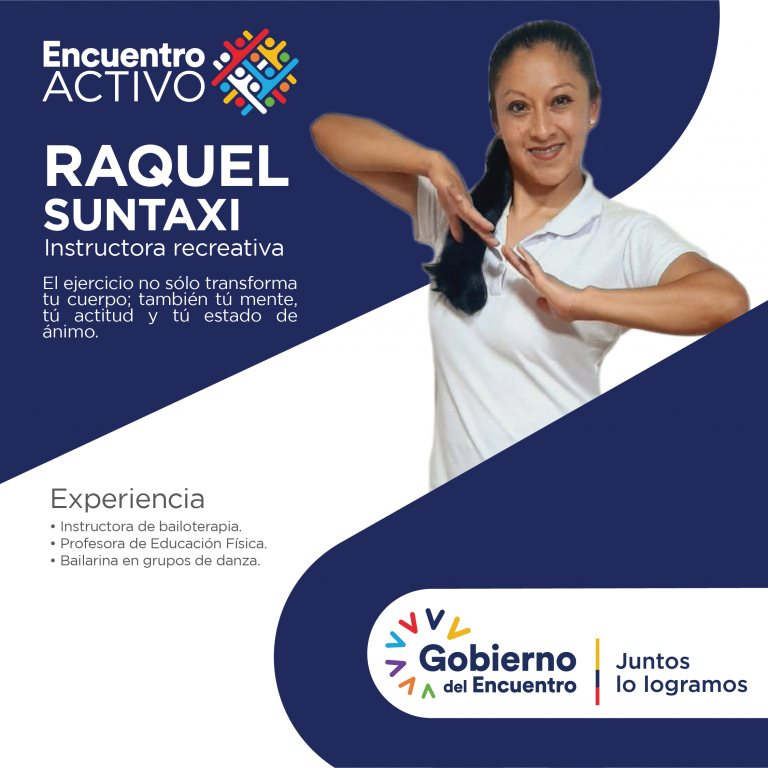 Encuentro
ACTIVO
RAQUEL
SUNTAXI
Instructora recreativa
El ejercicio no sólo transforma
tu cuerpo; también tú mente,
tú actitud y tú estado de
ánimo.
Experiencia
• Instructora de bailoterapia.
• Profesora de Educación Física.
• Bailarina en grupos de danza.
Gobierno
del Encuentro
Juntos
lo logramos